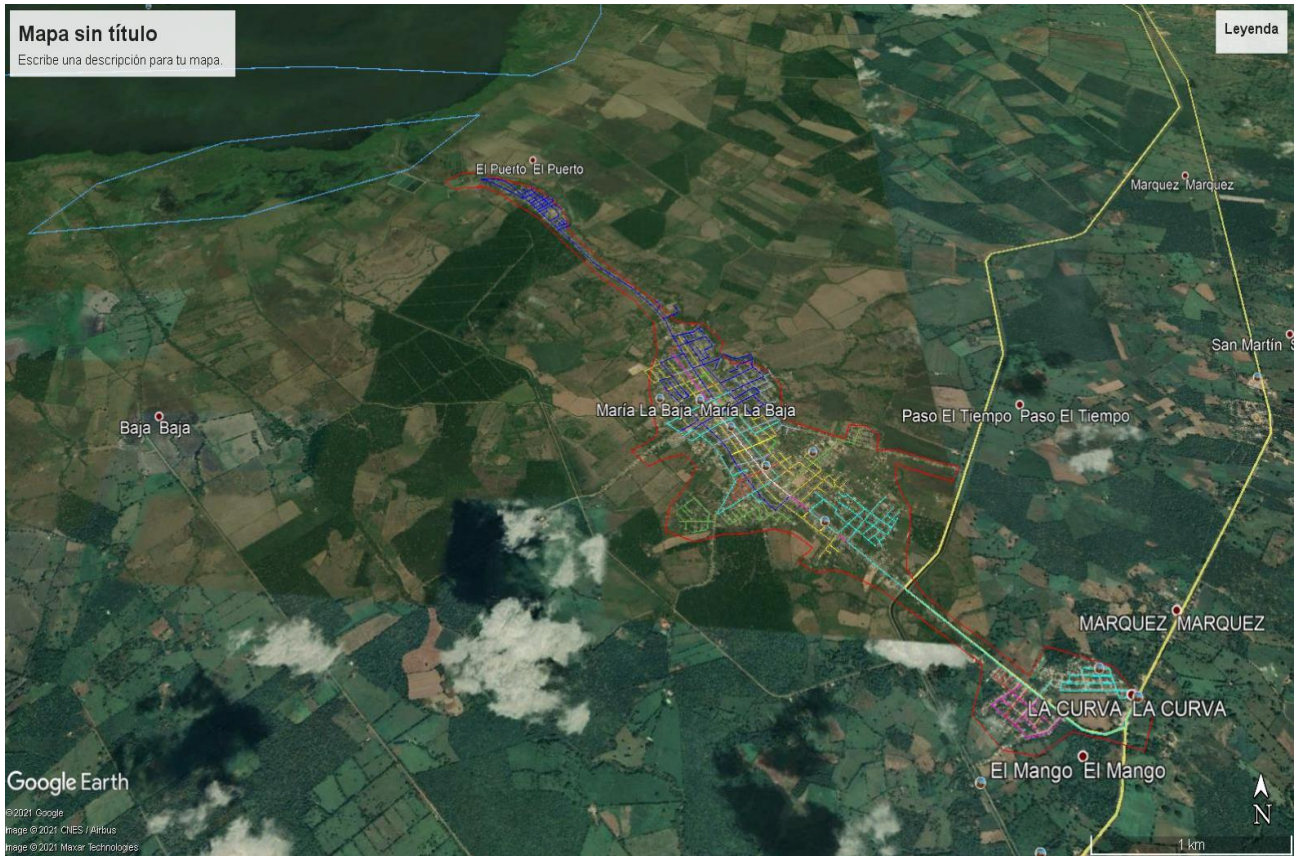 Mapa sin título
Escribe una descripción para tu mapa.
Leyenda
El Puerto El Puerto
Marquez Marquez
San Martín S
María La Baja María La Baja
Paso El Tiempo Paso El Tiempo
Baja Baja
MARQUEZ MARQUEZ
LA CURVA LA CURVA
El Mango El Mango
Google Earth
©2021 Google
Image © 2021 CNES / Airbus
Image © 2021 Maxar Technologies
N
1 km